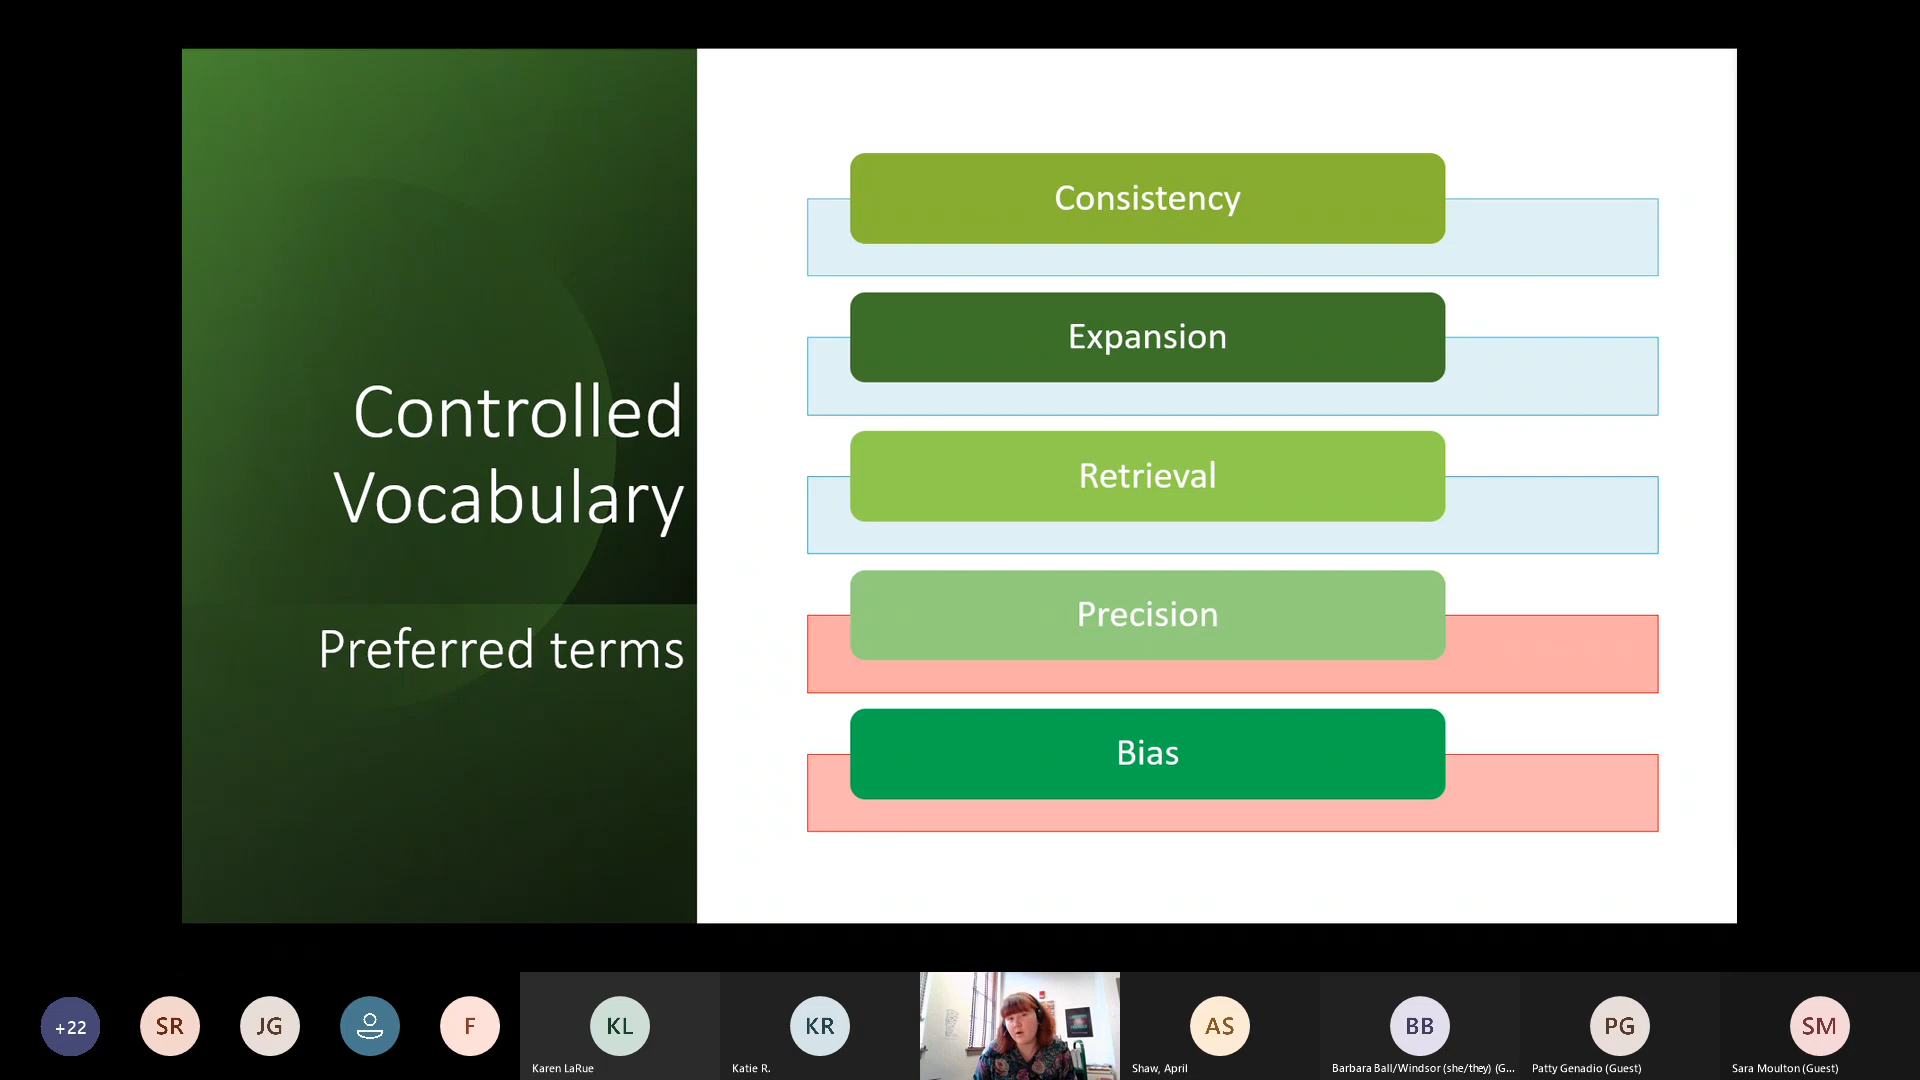 Controlled
Vocabulary
Preferred terms
Consistency
Expansion
Retrieval
Precision
Bias
+22
SR
JG
F
KL
Karen LaRue
KR
Katie R.
AS
Shaw, April
BB
Barbara Ball/Windsor (she/they) (G...
PG
Patty Genadio (Guest)
SM
Sara Moulton (Guest)